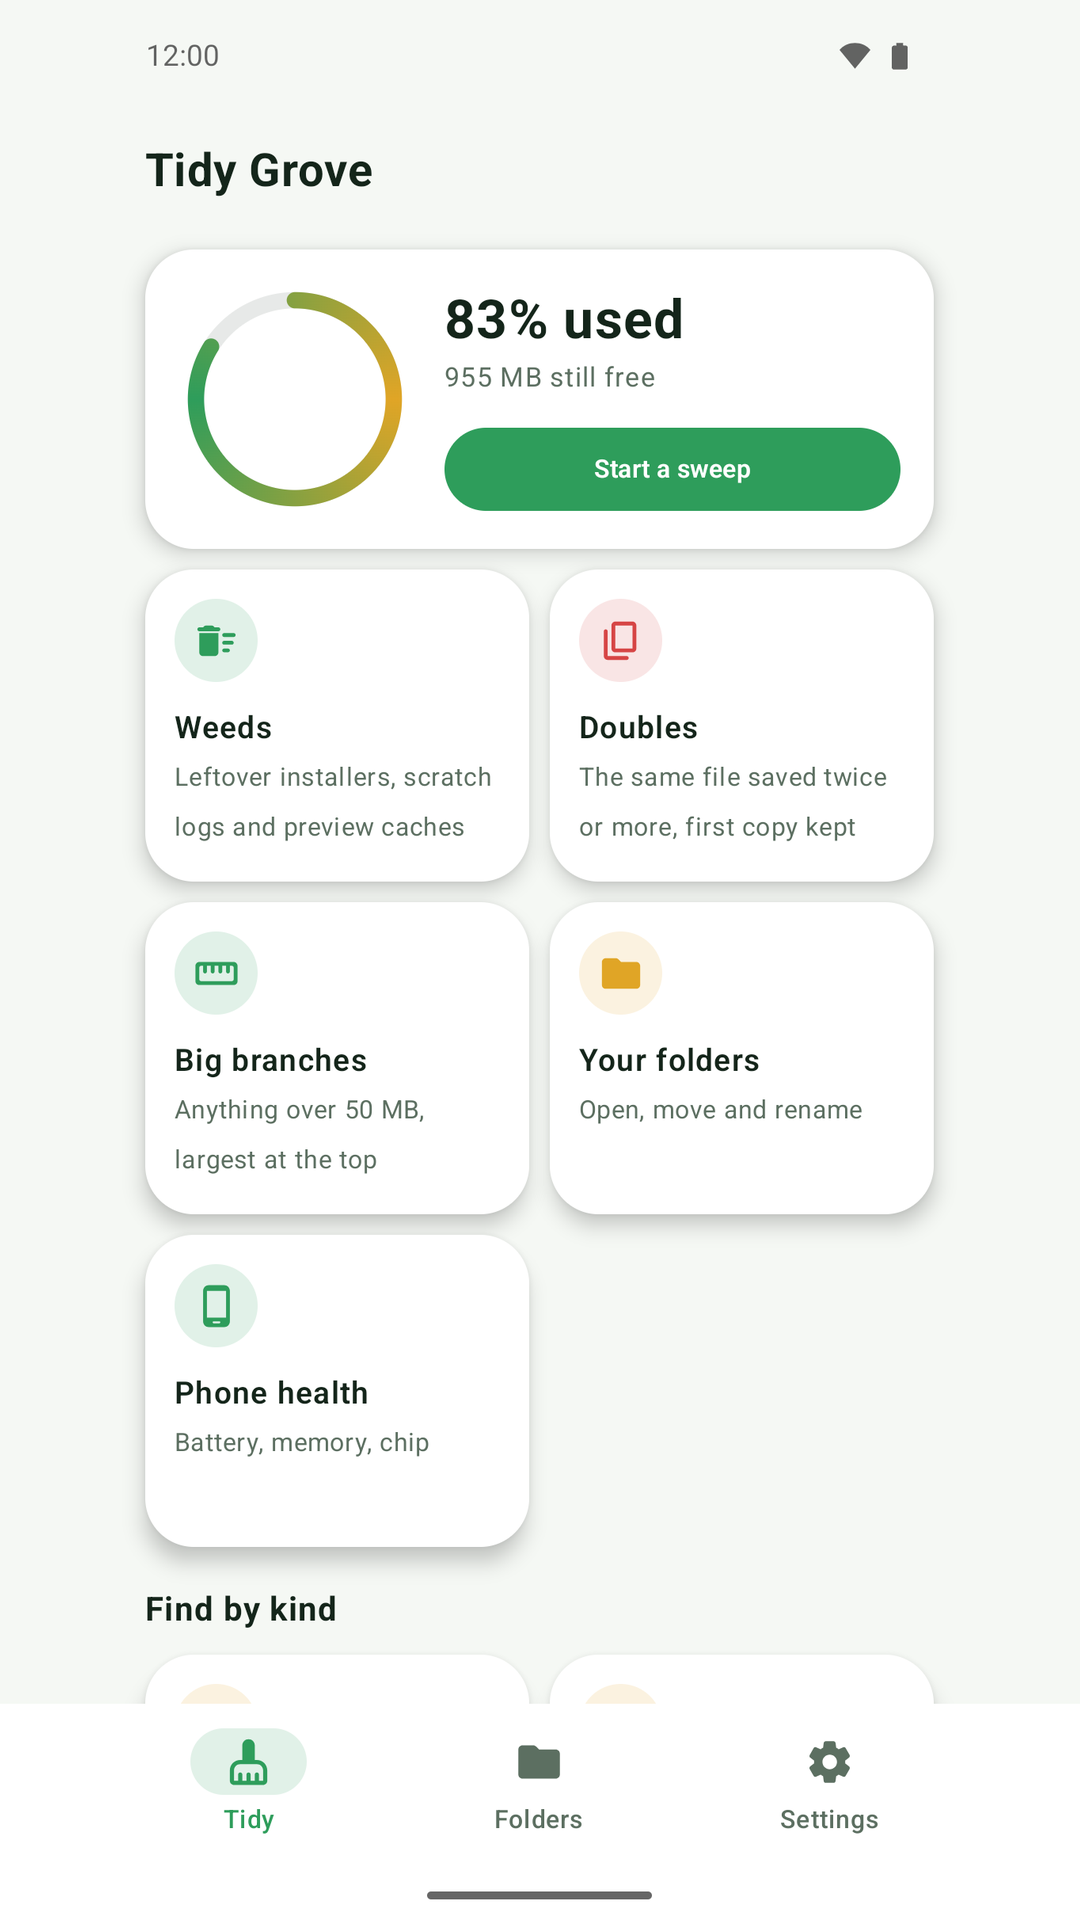 12:00
Tidy Grove
83% used
955 MB still free
Start a sweep
Weeds
Leftover installers, scratch
logs and preview caches
Doubles
The same file saved twice
or more, first copy kept
Big branches
Anything over 50 MB,
largest at the top
Your folders
Open, move and rename
Phone health
Battery, memory, chip
Find by kind
Tidy
Folders
Settings